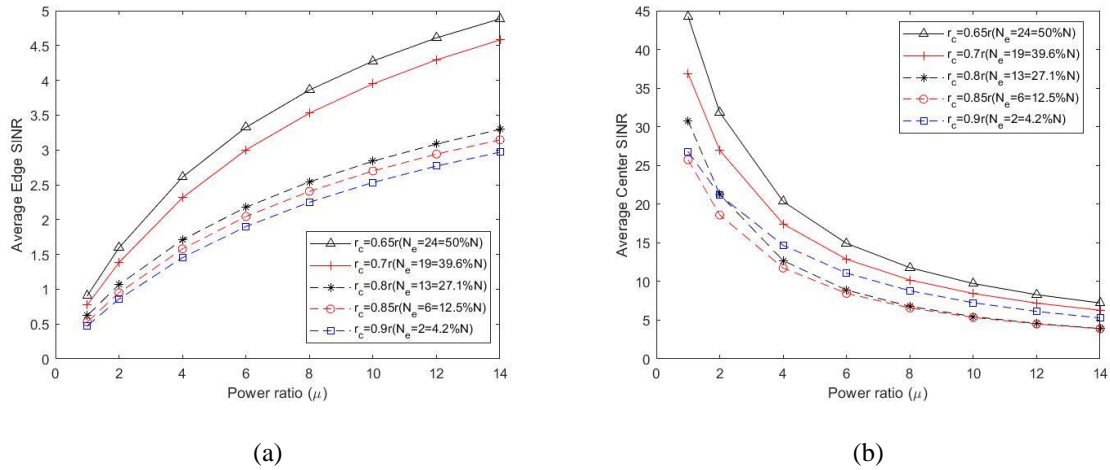 5
4.5
4
3.5
3
2.5
2
1.5
1
0.5
0
0 2 4 6 8 10 12 14
Average Edge SINR
Power ratio (μ)
r_c=0.65r(N_e=24=50%N)
r_c=0.7r(N_e=19=39.6%N)
r_c=0.8r(N_e=13=27.1%N)
r_c=0.85r(N_e=6=12.5%N)
r_c=0.9r(N_e=2=4.2%N)
(a)
45
40
35
30
25
20
15
10
5
0
0 2 4 6 8 10 12 14
Average Center SINR
Power ratio (μ)
r_c=0.65r(N_e=24=50%N)
r_c=0.7r(N_e=19=39.6%N)
r_c=0.8r(N_e=13=27.1%N)
r_c=0.85r(N_e=6=12.5%N)
r_c=0.9r(N_e=2=4.2%N)
(b)